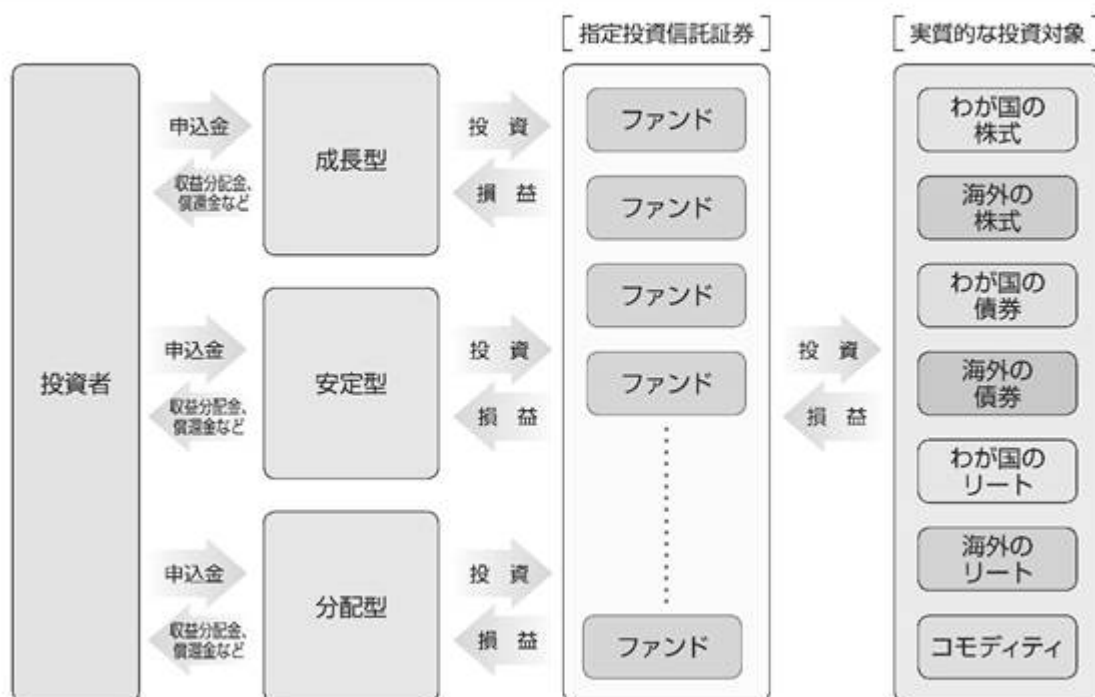 指定投資信託証券
実質的な投資対象
投資者
申込金
収益分配金、
償還金など
成長型
投 資
損 益
申込金
収益分配金、
償還金など
安定型
投 資
損 益
申込金
収益分配金、
償還金など
分配型
投 資
損 益
ファンド
ファンド
ファンド
ファンド
ファンド
投 資
損 益
わが国の
株式
海外の
株式
わが国の
債券
海外の
債券
わが国の
リート
海外の
リート
コモディティ